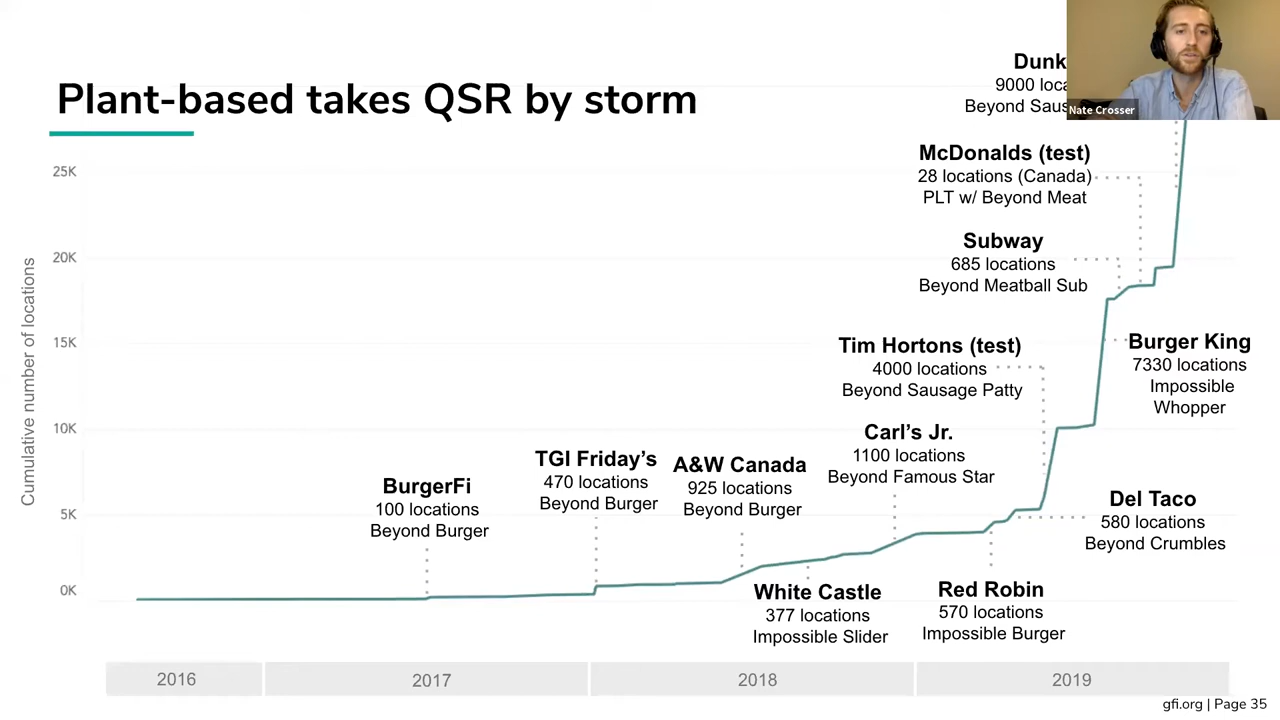 Plant-based takes QSR by storm
Nate Crosser
9000
Beyond
McDonalds (test)
28 locations (Canada)
PLT w/ Beyond Meat
Subway
685 locations
Beyond Meatball Sub
Tim Hortons (test)
4000 locations
Beyond Sausage Patty
Burger King
7330 locations
Impossible
Whopper
Carl’s Jr.
1100 locations
Beyond Famous Star
BurgerFi
100 locations
Beyond Burger
TGI Friday’s
470 locations
Beyond Burger
A&W Canada
925 locations
Beyond Burger
Del Taco
580 locations
Beyond Crumbles
White Castle
377 locations
Impossible Slider
Red Robin
570 locations
Impossible Burger
Cumulative number of locations
25K
20K
15K
10K
5K
0K
2016
2017
2018
2019
gfi.org | Page 35